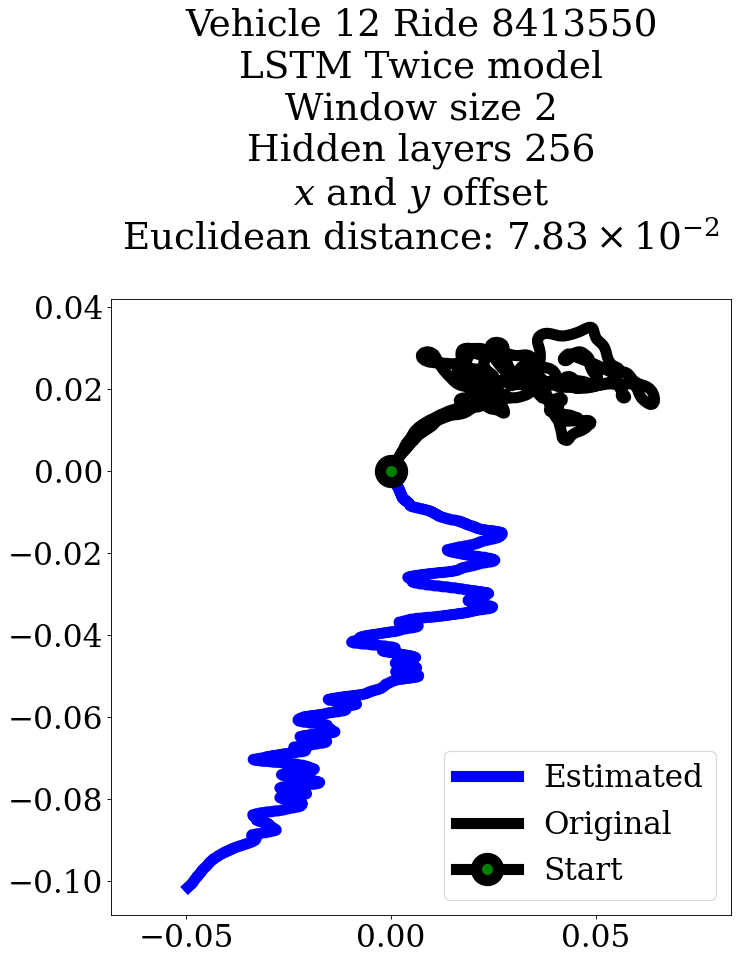 Vehicle 12 Ride 8413550
LSTM Twice model
Window size 2
Hidden layers 256
x and y offset
Euclidean distance: 7.83 × 10⁻²
0.04
0.02
0.00
−0.02
−0.04
−0.06
−0.08
−0.10
Estimated
Original
Start
−0.05
0.00
0.05